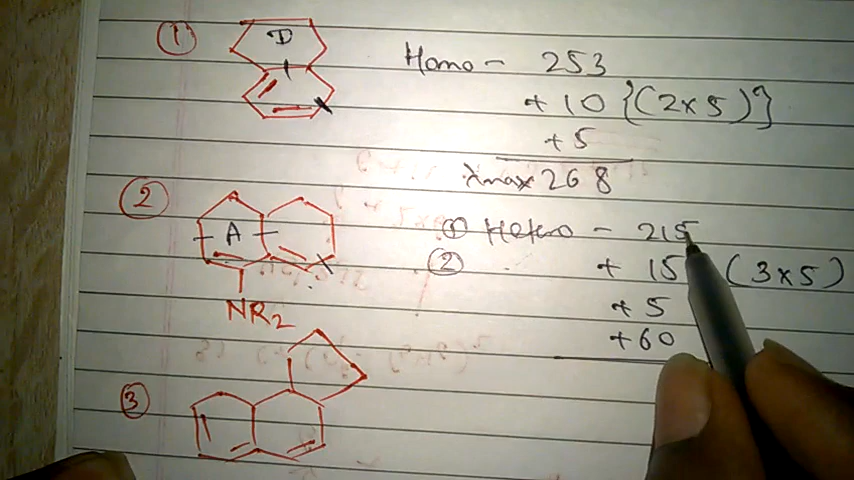 ① D Homo - 253
+ 10 {(2×5)}
+ 5
λmax 268
② A ① Hetero - 215
② + 15 (3×5)
+ 5
NR2 + 60
③